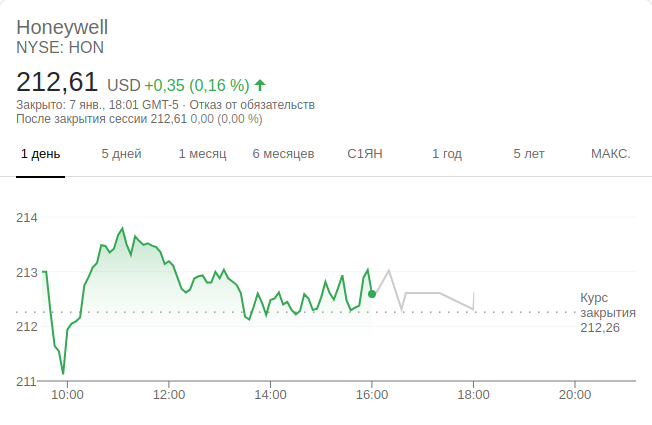 Honeywell
NYSE: HON
212,61 USD +0,35 (0,16 %)
Закрыто: 7 янв., 18:01 GMT-5 · Отказ от обязательств
После закрытия сессии 212,61 0,00 (0,00 %)
1 день 5 дней 1 месяц 6 месяцев С1ЯН 1 год 5 лет МАКС.
214
213
212
211
Курс
закрытия
212,26
10:00 12:00 14:00 16:00 18:00 20:00